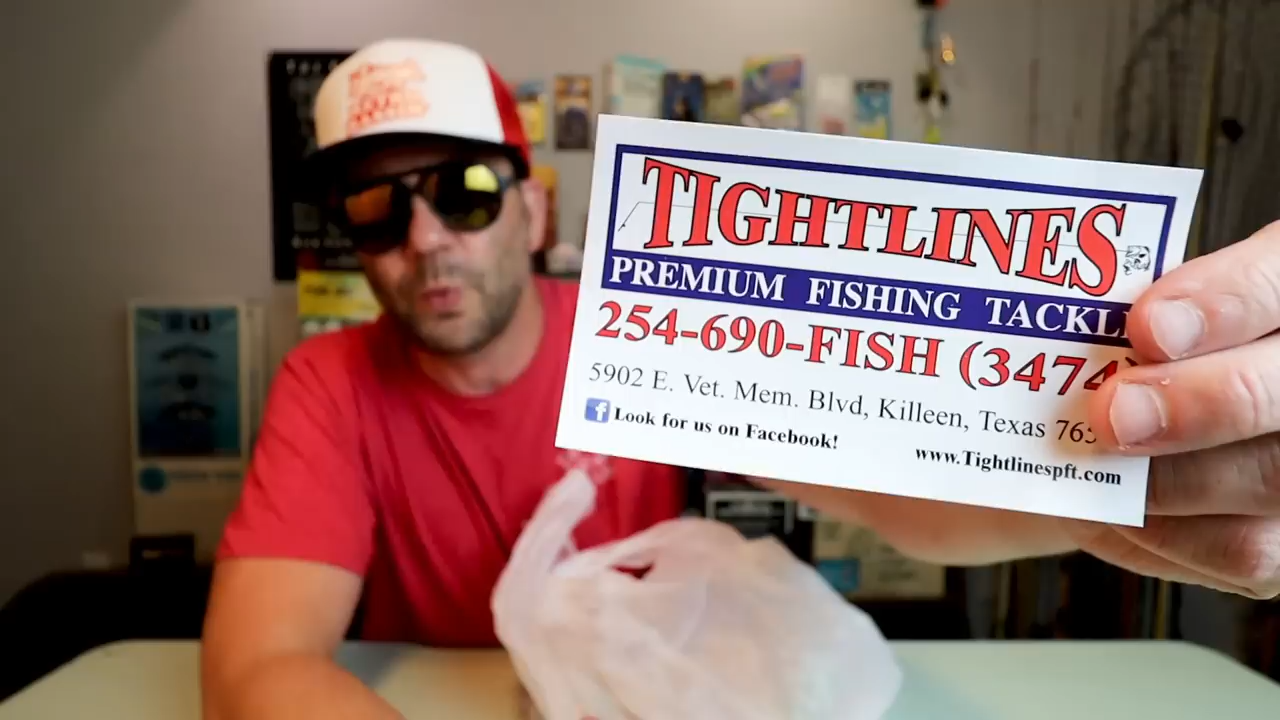 TIGHTLINES
PREMIUM FISHING TACKL
254-690-FISH (3474)
5902 E. Vet. Mem. Blvd, Killeen, Texas 765
Look for us on Facebook!
www.Tightlinespft.com